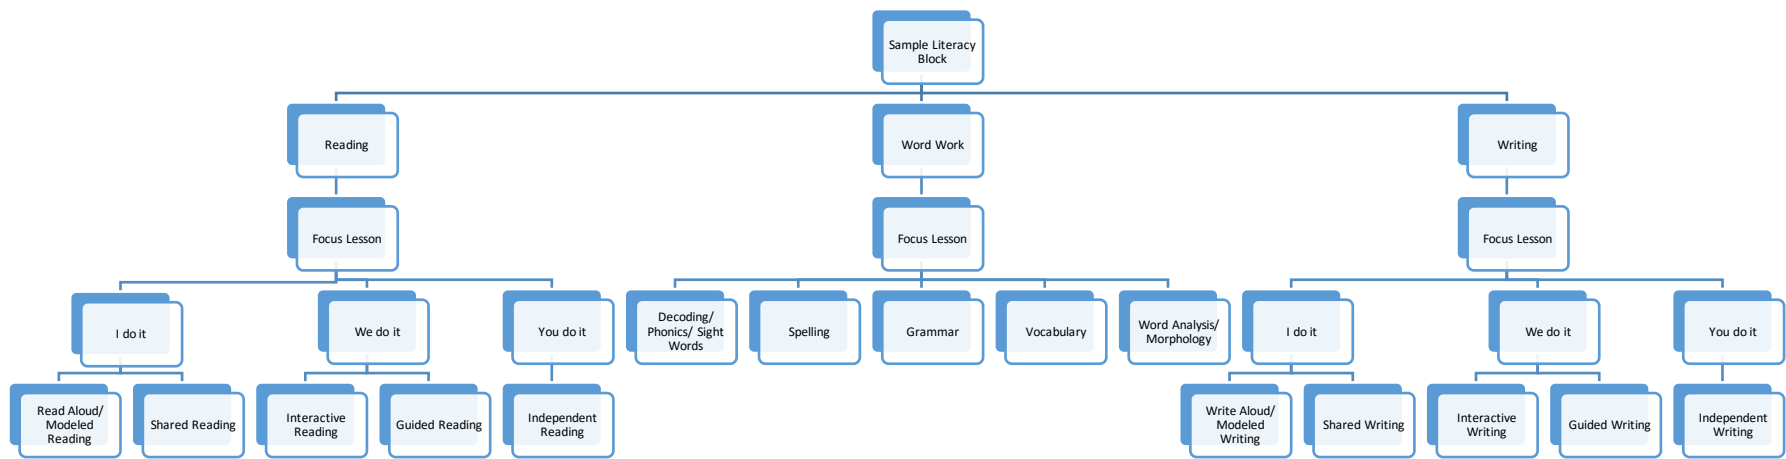 Sample Literacy
Block
Reading
Word Work
Writing
Focus Lesson
Focus Lesson
Focus Lesson
I do it
We do it
You do it
Decoding/
Phonics/ Sight
Words
Spelling
Grammar
Vocabulary
Word Analysis/
Morphology
I do it
We do it
You do it
Read Aloud/
Modeled
Reading
Shared Reading
Interactive
Reading
Guided Reading
Independent
Reading
Write Aloud/
Modeled
Writing
Shared Writing
Interactive
Writing
Guided Writing
Independent
Writing